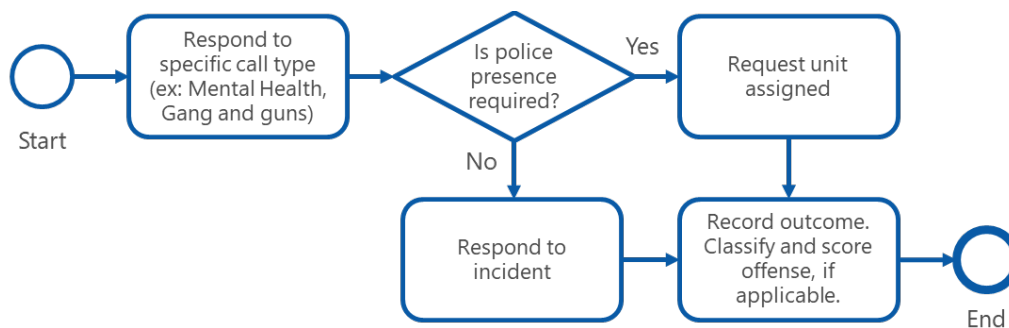 Start
Respond to
specific call type
(ex: Mental Health,
Gang and guns)
Is police
presence
required?
Yes
Request unit
assigned
No
Respond to
incident
Record outcome.
Classify and score
offense, if
applicable.
End